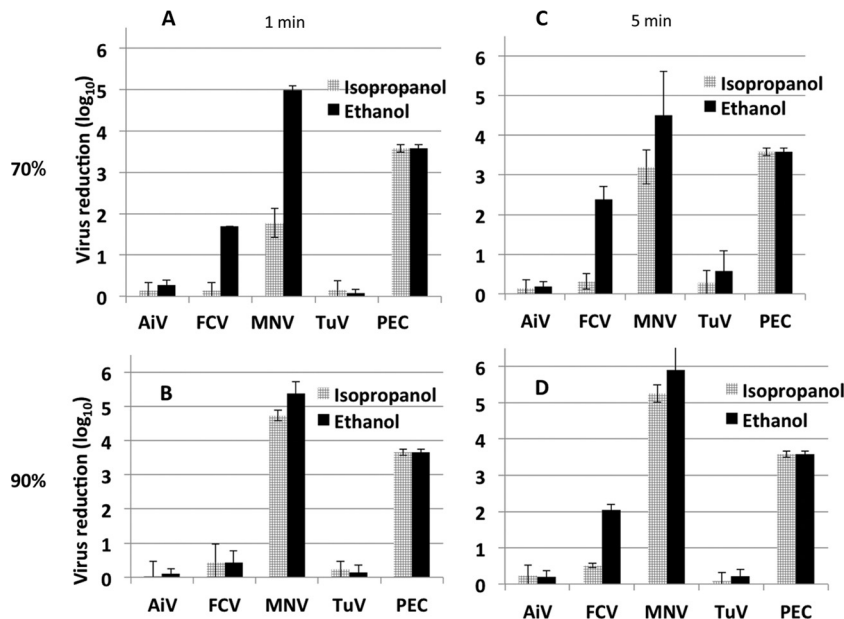 A 1 min
C 5 min
70%
Virus reduction (log10)
6
5
4
3
2
1
0
Isopropanol
Ethanol
AiV FCV MNV TuV PEC
Virus reduction (log10)
6
5
4
3
2
1
0
Isopropanol
Ethanol
AiV FCV MNV TuV PEC
90%
B
Virus reduction (log10)
6
5
4
3
2
1
0
Isopropanol
Ethanol
AiV FCV MNV TuV PEC
D
6
5
4
3
2
1
0
Isopropanol
Ethanol
AiV FCV MNV TuV PEC